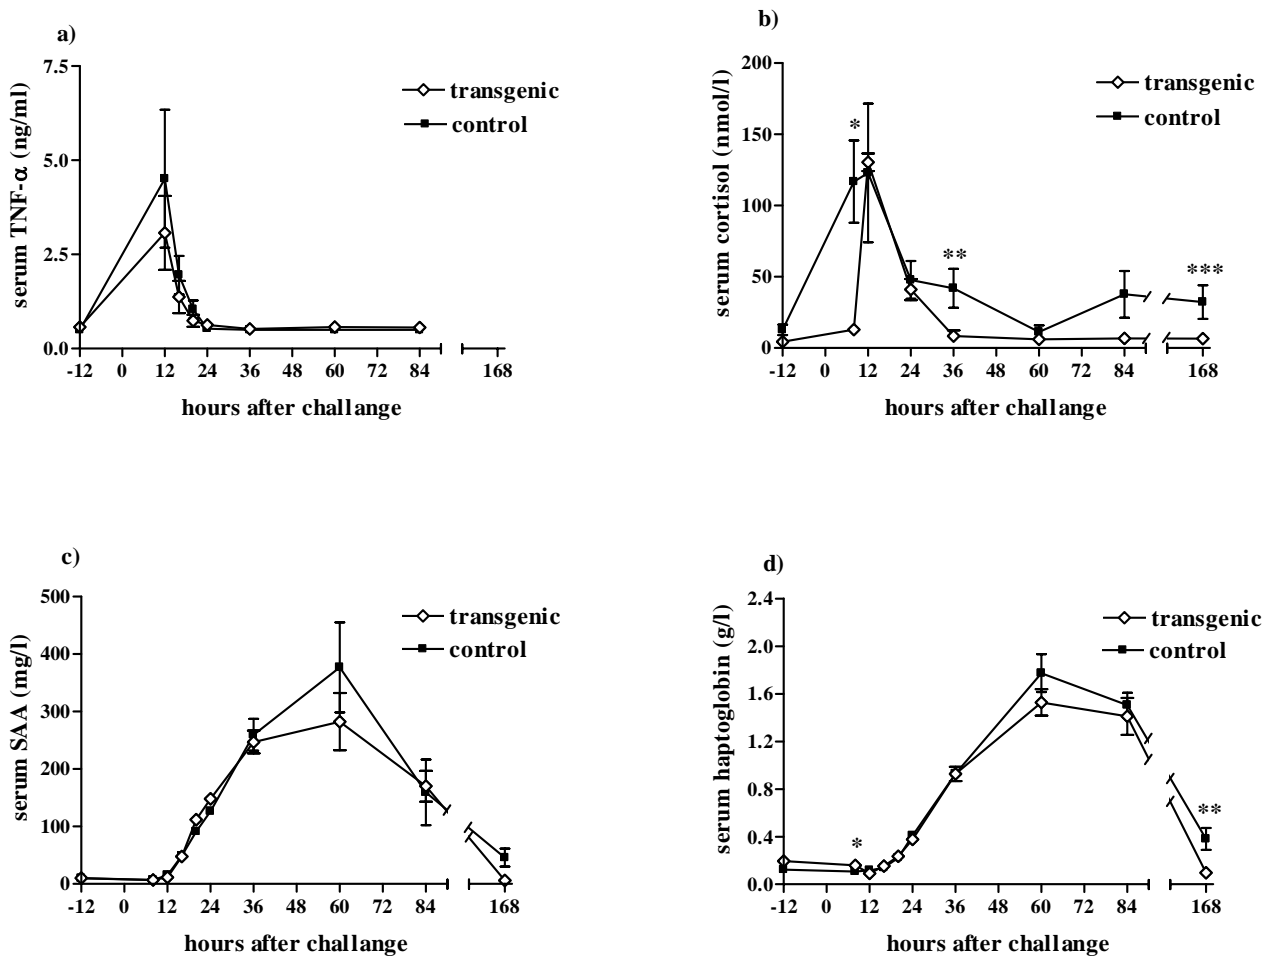 a)
7.5
5.0
2.5
0.0
serum TNF-α (ng/ml)
transgenic
control
-12 0 12 24 36 48 60 72 84 168
hours after challange
b)
200
150
100
50
0
serum cortisol (nmol/l)
transgenic
control
*
**
***
-12 0 12 24 36 48 60 72 84 168
hours after challange
c)
500
400
300
200
100
0
serum SAA (mg/l)
transgenic
control
-12 0 12 24 36 48 60 72 84 168
hours after challange
d)
2.4
2.0
1.6
1.2
0.8
0.4
0.0
serum haptoglobin (g/l)
transgenic
control
*
**
-12 0 12 24 36 48 60 72 84 168
hours after challange